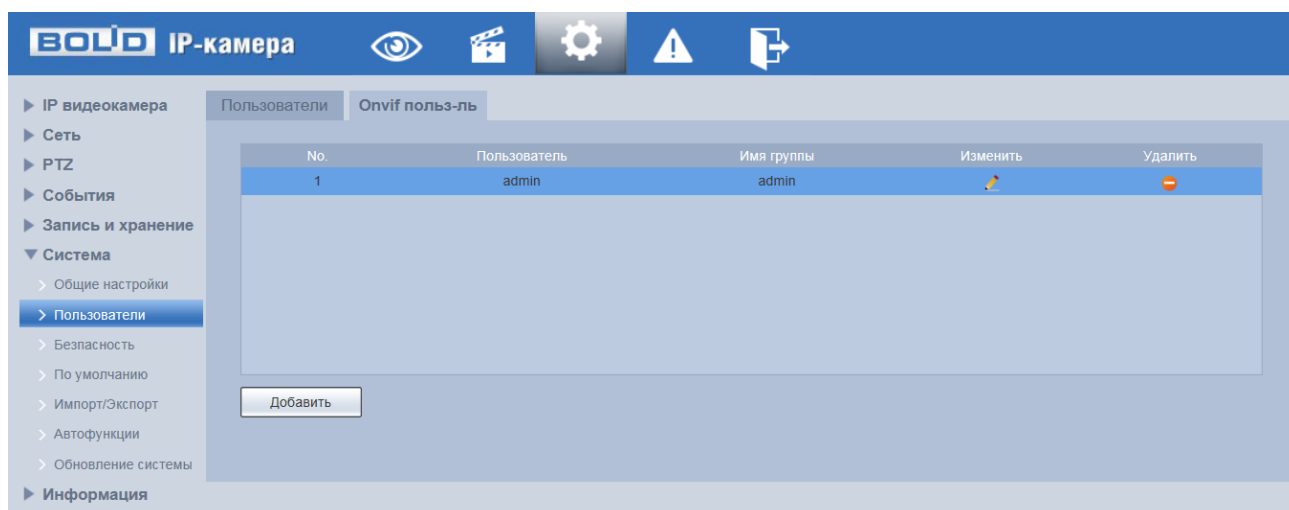 BOLID IP-камера
IP видеокамера
Сеть
PTZ
События
Запись и хранение
Система
Общие настройки
Пользователи
Безпасность
По умолчанию
Импорт/Экспорт
Автофункции
Обновление системы
Информация
Пользователи Onvif польз-ль
No. Пользователь Имя группы Изменить Удалить
1 admin admin
Добавить